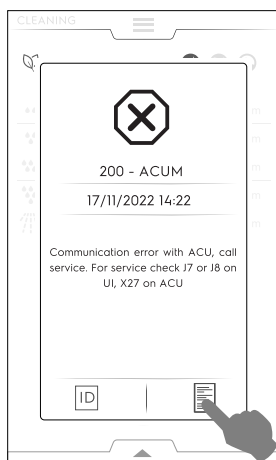 CLEANING
m
m
200 - ACUM
17/11/2022 14:22
m
m
Communication error with ACU, call
service. For service check J7 or J8 on
UI, X27 on ACU
ID